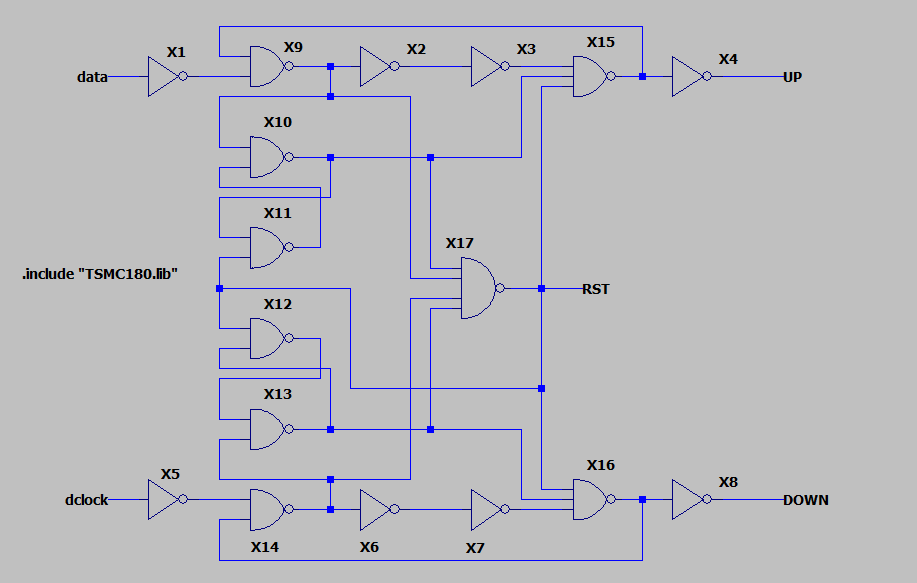 X1
X9
X2
X3
X15
X4
data
UP
X10
X11
X17
.include "TSMC180.lib"
RST
X12
X13
X5
X16
X8
dclock
DOWN
X14
X6
X7